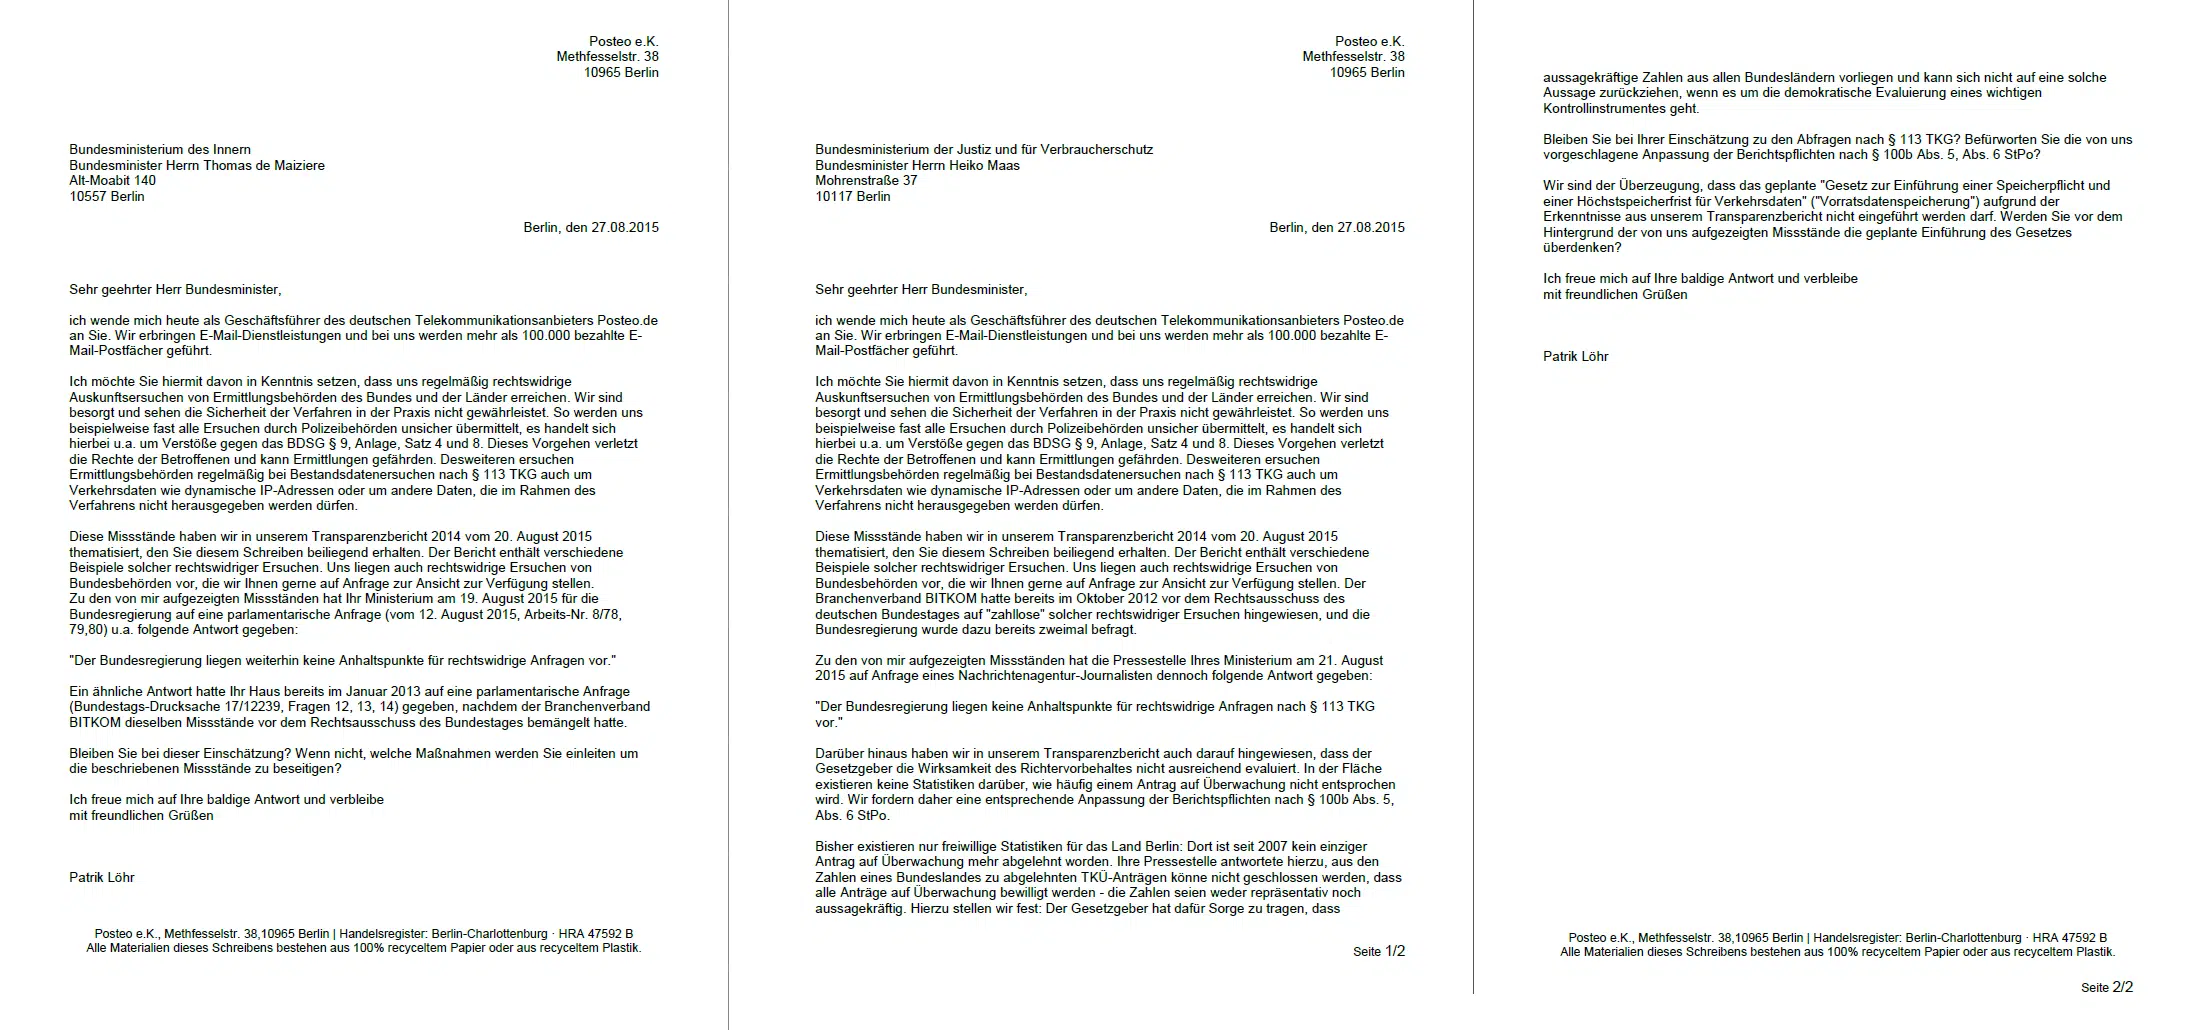 Posteo e.K.
Methfesselstr. 38
10965 Berlin
Bundesministerium des Innern
Bundesminister Herrn Thomas de Maiziere
Alt-Moabit 140
10557 Berlin
Berlin, den 27.08.2015
Sehr geehrter Herr Bundesminister,
ich wende mich heute als Geschäftsführer des deutschen Telekommunikationsanbieters Posteo.de
an Sie. Wir erbringen E-Mail-Dienstleistungen und bei uns werden mehr als 100.000 bezahlte E-
Mail-Postfächer geführt.
Ich möchte Sie hiermit davon in Kenntnis setzen, dass uns regelmäßig rechtswidrige
Auskunftsersuchen von Ermittlungsbehörden des Bundes und der Länder erreichen. Wir sind
besorgt und sehen die Sicherheit der Verfahren in der Praxis nicht gewährleistet. So werden uns
beispielweise fast alle Ersuchen durch Polizeibehörden unsicher übermittelt, es handelt sich
hierbei u.a. um Verstöße gegen das BDSG § 9, Anlage, Satz 4 und 8. Dieses Vorgehen verletzt
die Rechte der Betroffenen und kann Ermittlungen gefährden. Desweiteren ersuchen
Ermittlungsbehörden regelmäßig bei Bestandsdatenersuchen nach § 113 TKG auch um
Verkehrsdaten wie dynamische IP-Adressen oder um andere Daten, die im Rahmen des
Verfahrens nicht herausgegeben werden dürfen.
Diese Missstände haben wir in unserem Transparenzbericht 2014 vom 20. August 2015
thematisiert, den Sie diesem Schreiben beiliegend erhalten. Der Bericht enthält verschiedene
Beispiele solcher rechtswidriger Ersuchen. Uns liegen auch rechtswidrige Ersuchen von
Bundesbehörden vor, die wir Ihnen gerne auf Anfrage zur Ansicht zur Verfügung stellen.
Zu den von mir aufgezeigten Missständen hat Ihr Ministerium am 19. August 2015 für die
Bundesregierung auf eine parlamentarische Anfrage (vom 12. August 2015, Arbeits-Nr. 8/78,
79,80) u.a. folgende Antwort gegeben:
"Der Bundesregierung liegen weiterhin keine Anhaltspunkte für rechtswidrige Anfragen vor."
Ein ähnliche Antwort hatte Ihr Haus bereits im Januar 2013 auf eine parlamentarische Anfrage
(Bundestags-Drucksache 17/12239, Fragen 12, 13, 14) gegeben, nachdem der Branchenverband
BITKOM dieselben Missstände vor dem Rechtsausschuss des Bundestages bemängelt hatte.
Bleiben Sie bei dieser Einschätzung? Wenn nicht, welche Maßnahmen werden Sie einleiten um
die beschriebenen Missstände zu beseitigen?
Ich freue mich auf Ihre baldige Antwort und verbleibe
mit freundlichen Grüßen
Patrik Löhr
Posteo e.K., Methfesselstr. 38,10965 Berlin | Handelsregister: Berlin-Charlottenburg · HRA 47592 B
Alle Materialien dieses Schreibens bestehen aus 100% recyceltem Papier oder aus recyceltem Plastik.
Posteo e.K.
Methfesselstr. 38
10965 Berlin
Bundesministerium der Justiz und für Verbraucherschutz
Bundesminister Herrn Heiko Maas
Mohrenstraße 37
10117 Berlin
Berlin, den 27.08.2015
Sehr geehrter Herr Bundesminister,
ich wende mich heute als Geschäftsführer des deutschen Telekommunikationsanbieters Posteo.de
an Sie. Wir erbringen E-Mail-Dienstleistungen und bei uns werden mehr als 100.000 bezahlte E-
Mail-Postfächer geführt.
Ich möchte Sie hiermit davon in Kenntnis setzen, dass uns regelmäßig rechtswidrige
Auskunftsersuchen von Ermittlungsbehörden des Bundes und der Länder erreichen. Wir sind
besorgt und sehen die Sicherheit der Verfahren in der Praxis nicht gewährleistet. So werden uns
beispielweise fast alle Ersuchen durch Polizeibehörden unsicher übermittelt, es handelt sich
hierbei u.a. um Verstöße gegen das BDSG § 9, Anlage, Satz 4 und 8. Dieses Vorgehen verletzt
die Rechte der Betroffenen und kann Ermittlungen gefährden. Desweiteren ersuchen
Ermittlungsbehörden regelmäßig bei Bestandsdatenersuchen nach § 113 TKG auch um
Verkehrsdaten wie dynamische IP-Adressen oder um andere Daten, die im Rahmen des
Verfahrens nicht herausgegeben werden dürfen.
Diese Missstände haben wir in unserem Transparenzbericht 2014 vom 20. August 2015
thematisiert, den Sie diesem Schreiben beiliegend erhalten. Der Bericht enthält verschiedene
Beispiele solcher rechtswidriger Ersuchen. Uns liegen auch rechtswidrige Ersuchen von
Bundesbehörden vor, die wir Ihnen gerne auf Anfrage zur Ansicht zur Verfügung stellen. Der
Branchenverband BITKOM hatte bereits im Oktober 2012 vor dem Rechtsausschuss des
deutschen Bundestages auf "zahllose" solcher rechtswidriger Ersuchen hingewiesen, und die
Bundesregierung wurde dazu bereits zweimal befragt.
Zu den von mir aufgezeigten Missständen hat die Pressestelle Ihres Ministerium am 21. August
2015 auf Anfrage eines Nachrichtenagentur-Journalisten dennoch folgende Antwort gegeben:
"Der Bundesregierung liegen keine Anhaltspunkte für rechtswidrige Anfragen nach § 113 TKG
vor."
Darüber hinaus haben wir in unserem Transparenzbericht auch darauf hingewiesen, dass der
Gesetzgeber die Wirksamkeit des Richtervorbehaltes nicht ausreichend evaluiert. In der Fläche
existieren keine Statistiken darüber, wie häufig einem Antrag auf Überwachung nicht entsprochen
wird. Wir fordern daher eine entsprechende Anpassung der Berichtspflichten nach § 100b Abs. 5,
Abs. 6 StPo.
Bisher existieren nur freiwillige Statistiken für das Land Berlin: Dort ist seit 2007 kein einziger
Antrag auf Überwachung mehr abgelehnt worden. Ihre Pressestelle antwortete hierzu, aus den
Zahlen eines Bundeslandes zu abgelehnten TKÜ-Anträgen könne nicht geschlossen werden, dass
alle Anträge auf Überwachung bewilligt werden - die Zahlen seien weder repräsentativ noch
aussagekräftig. Hierzu stellen wir fest: Der Gesetzgeber hat dafür Sorge zu tragen, dass
Seite 1/2
aussagekräftige Zahlen aus allen Bundesländern vorliegen und kann sich nicht auf eine solche
Aussage zurückziehen, wenn es um die demokratische Evaluierung eines wichtigen
Kontrollinstrumentes geht.
Bleiben Sie bei Ihrer Einschätzung zu den Abfragen nach § 113 TKG? Befürworten Sie die von uns
vorgeschlagene Anpassung der Berichtspflichten nach § 100b Abs. 5, Abs. 6 StPo?
Wir sind der Überzeugung, dass das geplante "Gesetz zur Einführung einer Speicherpflicht und
einer Höchstspeicherfrist für Verkehrsdaten" ("Vorratsdatenspeicherung") aufgrund der
Erkenntnisse aus unserem Transparenzbericht nicht eingeführt werden darf. Werden Sie vor dem
Hintergrund der von uns aufgezeigten Missstände die geplante Einführung des Gesetzes
überdenken?
Ich freue mich auf Ihre baldige Antwort und verbleibe
mit freundlichen Grüßen
Patrik Löhr
Posteo e.K., Methfesselstr. 38,10965 Berlin | Handelsregister: Berlin-Charlottenburg · HRA 47592 B
Alle Materialien dieses Schreibens bestehen aus 100% recyceltem Papier oder aus recyceltem Plastik.
Seite 2/2